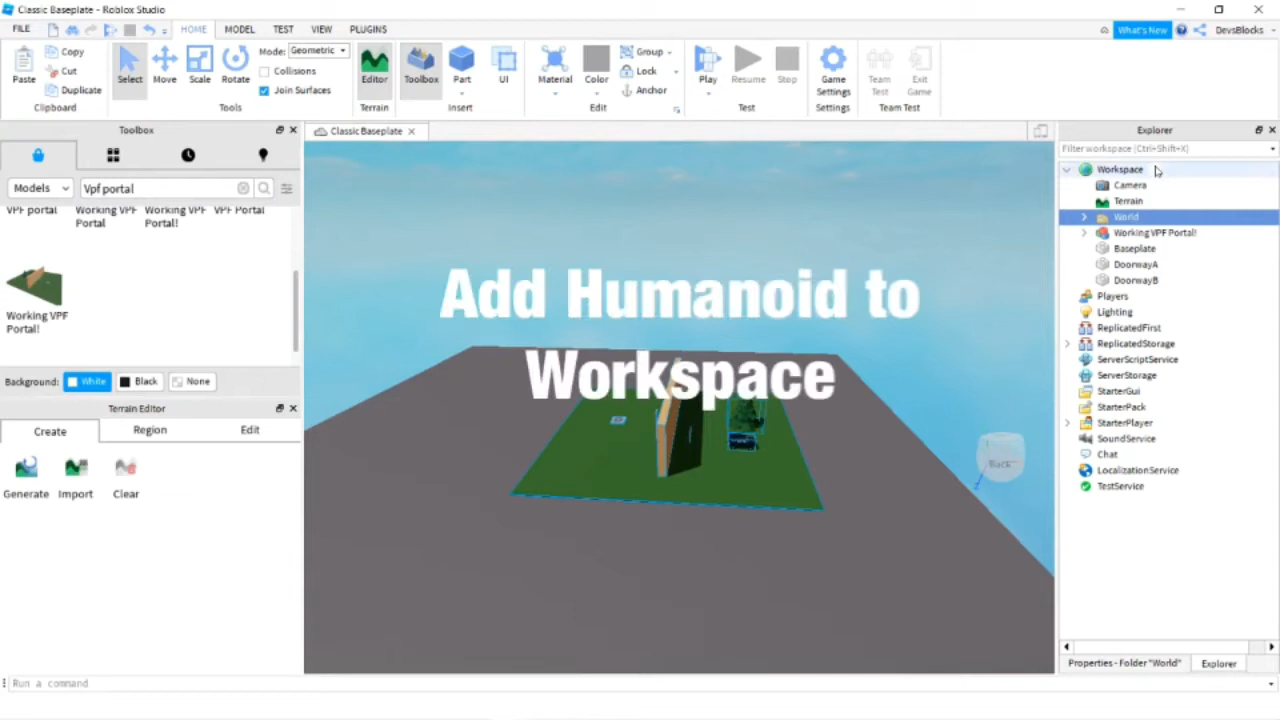 Classic Baseplate - Roblox Studio
FILE HOME MODEL TEST VIEW PLUGINS What's New DevsBlocks
Paste Copy Cut Duplicate Select Move Scale Rotate Mode: Geometric Collisions Join Surfaces Editor Toolbox Part UI Material Color Group Lock Anchor Play Resume Stop Game Settings Team Test Exit Game
Clipboard Tools Terrain Insert Edit Test Settings Team Test
Toolbox
Models Vpf portal
VPF portal Working VPF Portal Working VPF Portal! VPF Portal
Working VPF Portal!
Background: White Black None
Terrain Editor
Create Region Edit
Generate Import Clear
Classic Baseplate
Add Humanoid to
Workspace
Back
Explorer
Filter workspace (Ctrl+Shift+X)
Workspace
Camera
Terrain
World
Working VPF Portal!
Baseplate
DoorwayA
DoorwayB
Players
Lighting
ReplicatedFirst
ReplicatedStorage
ServerScriptService
ServerStorage
StarterGui
StarterPack
StarterPlayer
SoundService
Chat
LocalizationService
TestService
Properties - Folder "World" Explorer
Run a command